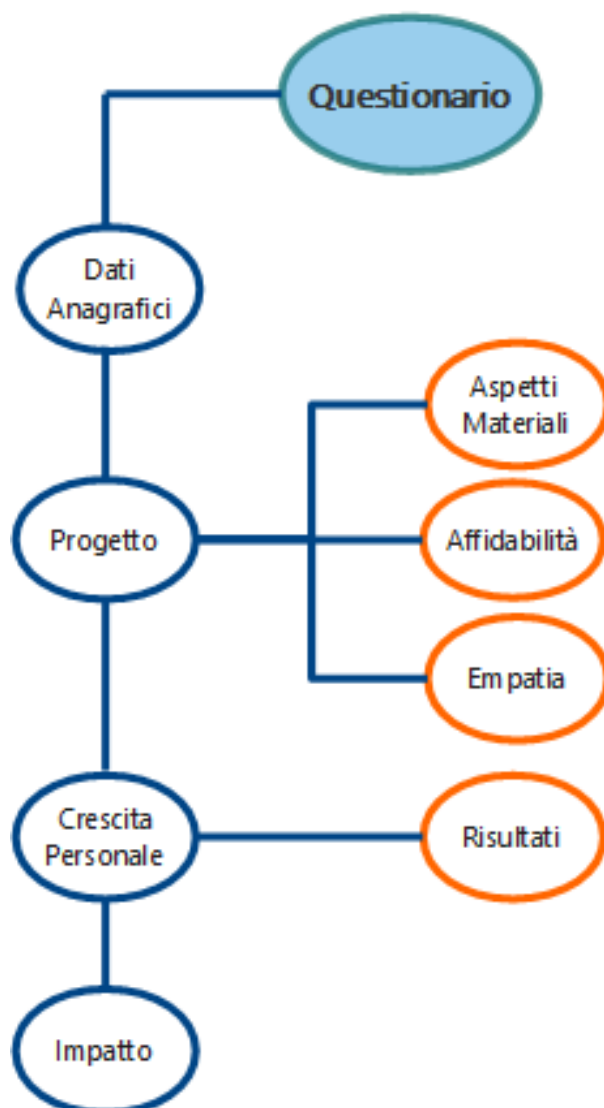 Questionario
Dati
Anagrafici
Aspetti
Materiali
Progetto
Affidabilità
Empatia
Crescita
Personale
Risultati
Impatto